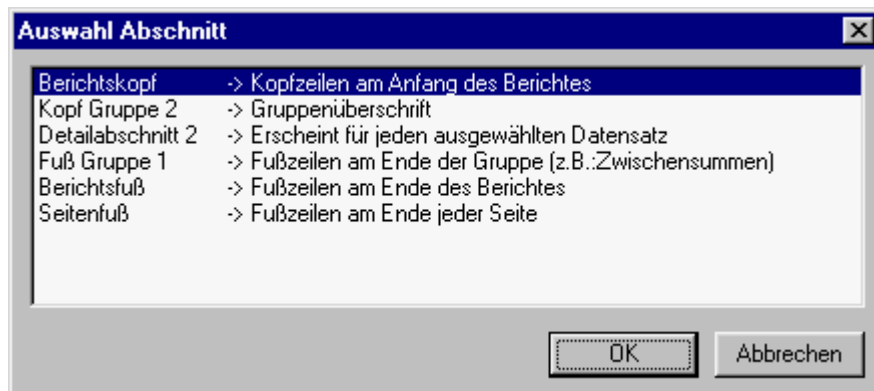 Auswahl Abschnitt
Berichtskopf -> Kopfzeilen am Anfang des Berichtes
Kopf Gruppe 2 -> Gruppenüberschrift
Detailabschnitt 2 -> Erscheint für jeden ausgewählten Datensatz
Fuß Gruppe 1 -> Fußzeilen am Ende der Gruppe (z.B.:Zwischensummen)
Berichtsfuß -> Fußzeilen am Ende des Berichtes
Seitenfuß -> Fußzeilen am Ende jeder Seite
OK Abbrechen